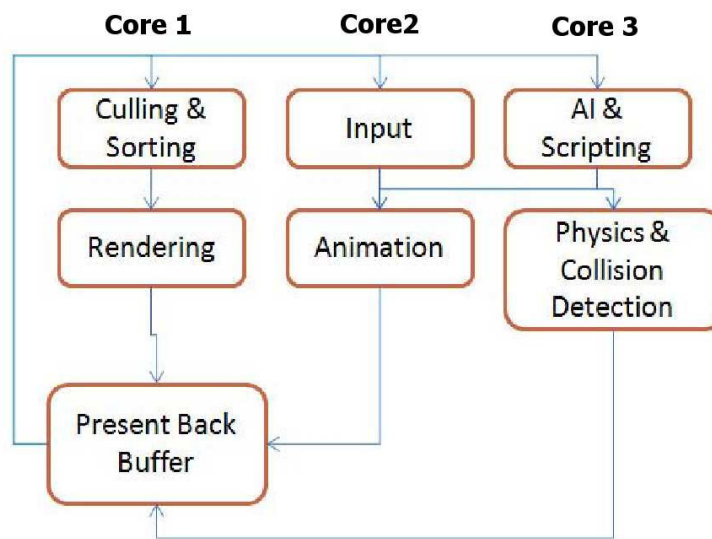 Core 1
Core2
Core 3
Culling &
Sorting
Input
AI &
Scripting
Rendering
Animation
Physics &
Collision
Detection
Present Back
Buffer